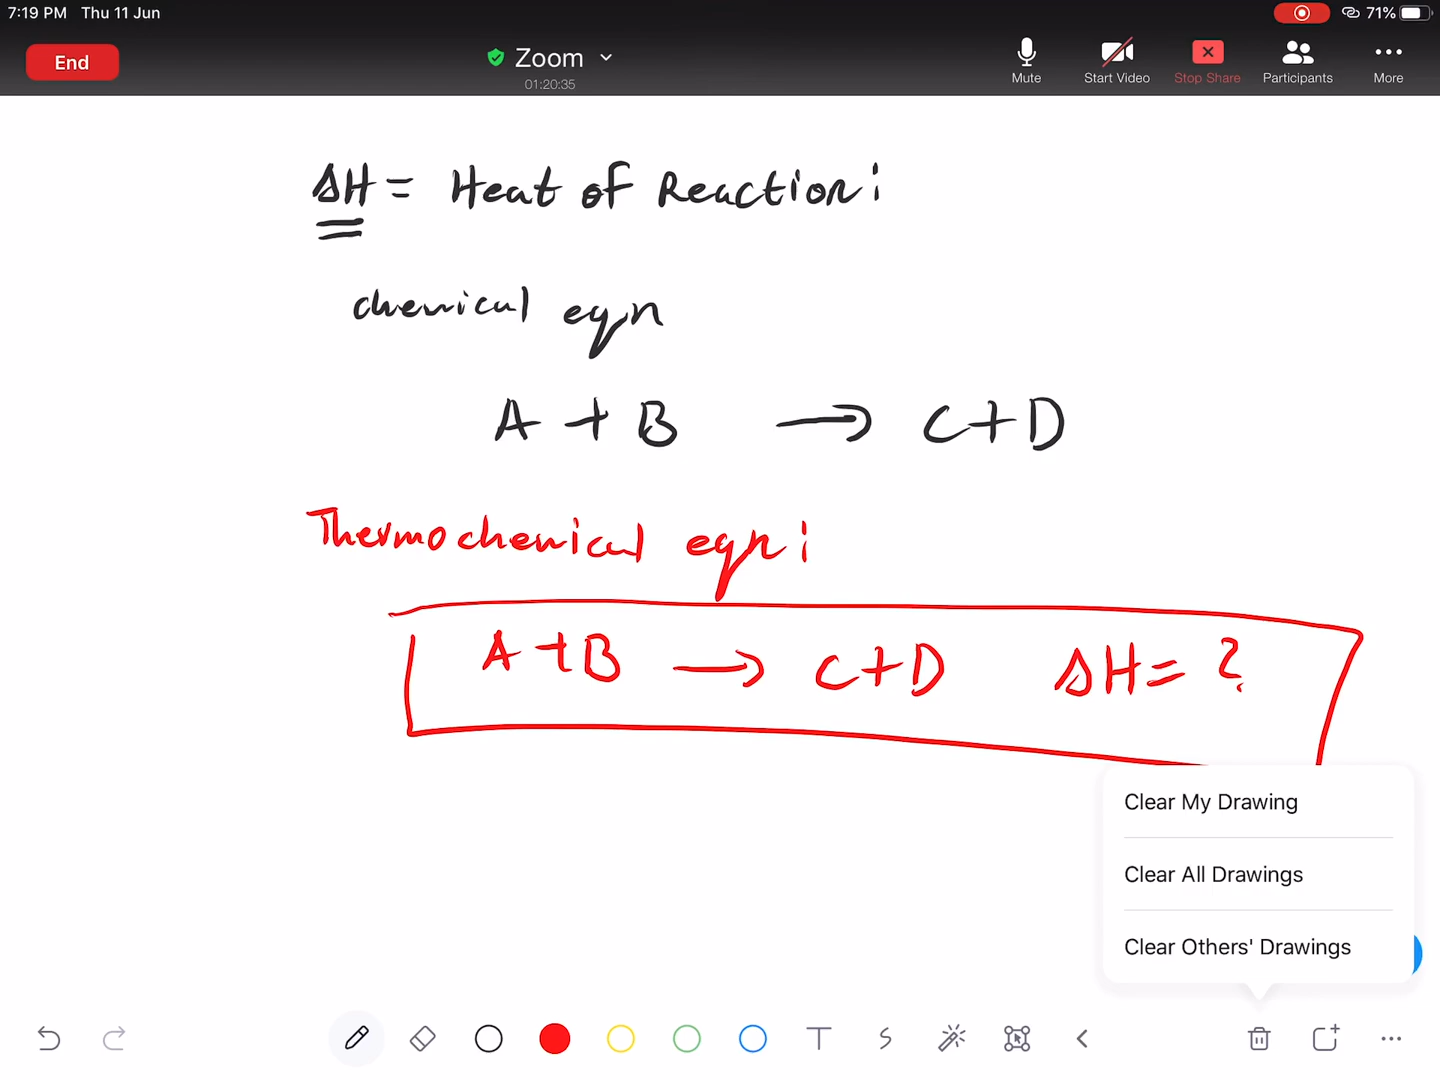 7:19 PM Thu 11 Jun 71%
End Zoom 01:20:35 Mute Start Video Stop Share Participants More
ΔH = Heat of Reaction:
chemical eqn
A + B → C + D
Thermochemical eqn:
A + B → C + D ΔH = ?
Clear My Drawing
Clear All Drawings
Clear Others' Drawings
T